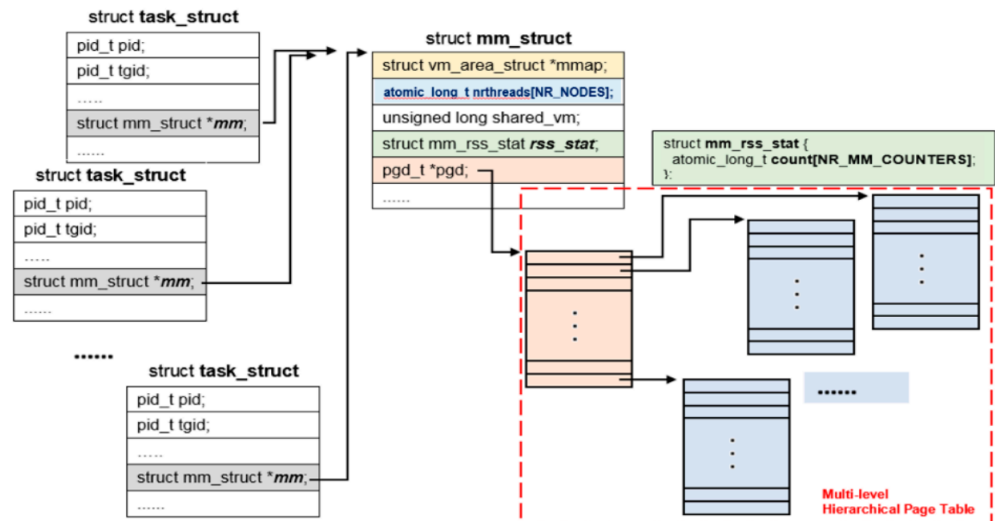 struct task_struct
pid_t pid;
pid_t tgid;
.....
struct mm_struct *mm;
......
struct task_struct
pid_t pid;
pid_t tgid;
.....
struct mm_struct *mm;
......
......
struct task_struct
pid_t pid;
pid_t tgid;
.....
struct mm_struct *mm;
......
struct mm_struct
struct vm_area_struct *mmap;
atomic_long_t nrthreads[NR_NODES];
unsigned long shared_vm;
struct mm_rss_stat rss_stat;
pgd_t *pgd;
......
struct mm_rss_stat {
atomic_long_t count[NR_MM_COUNTERS];
};
......
Multi-level
Hierarchical Page Table